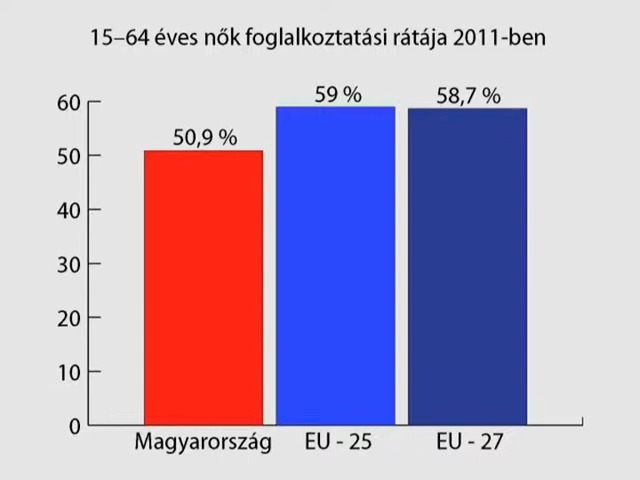 15–64 éves nők foglalkoztatási rátája 2011-ben
50,9 %
59 %
58,7 %
60
50
40
30
20
10
0
Magyarország
EU - 25
EU - 27